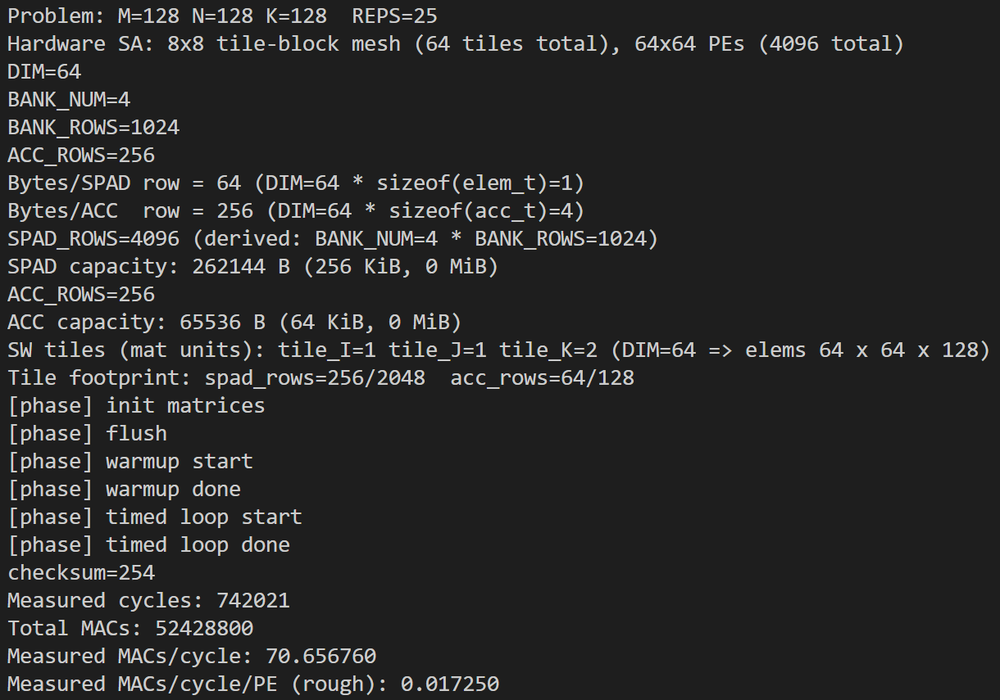 Problem: M=128 N=128 K=128  REPS=25
Hardware SA: 8x8 tile-block mesh (64 tiles total), 64x64 PEs (4096 total)
DIM=64
BANK_NUM=4
BANK_ROWS=1024
ACC_ROWS=256
Bytes/SPAD row = 64 (DIM=64 * sizeof(elem_t)=1)
Bytes/ACC  row = 256 (DIM=64 * sizeof(acc_t)=4)
SPAD_ROWS=4096 (derived: BANK_NUM=4 * BANK_ROWS=1024)
SPAD capacity: 262144 B (256 KiB, 0 MiB)
ACC_ROWS=256
ACC capacity: 65536 B (64 KiB, 0 MiB)
SW tiles (mat units): tile_I=1 tile_J=1 tile_K=2 (DIM=64 => elems 64 x 64 x 128)
Tile footprint: spad_rows=256/2048  acc_rows=64/128
[phase] init matrices
[phase] flush
[phase] warmup start
[phase] warmup done
[phase] timed loop start
[phase] timed loop done
checksum=254
Measured cycles: 742021
Total MACs: 52428800
Measured MACs/cycle: 70.656760
Measured MACs/cycle/PE (rough): 0.017250